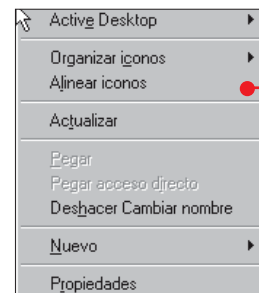 Active Desktop
Organizar iconos
Alinear iconos
Actualizar
Pegar
Pegar acceso directo
Deshacer Cambiar nombre
Nuevo
Propiedades